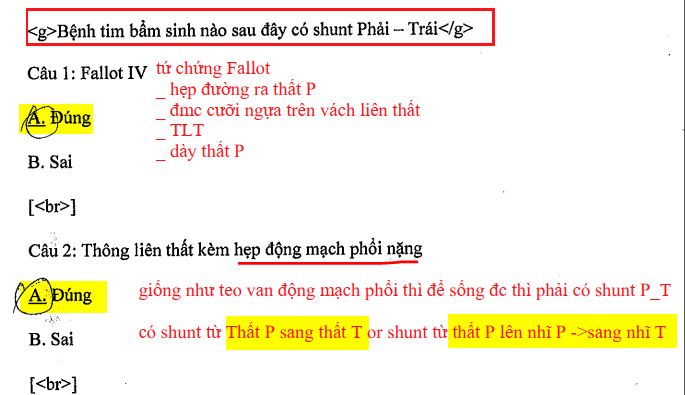 <g>Bệnh tim bẩm sinh nào sau đây có shunt Phải – Trái</g>
Câu 1: Fallot IV tứ chứng Fallot
_ hẹp đường ra thất P
_ đmc cưỡi ngựa trên vách liên thất
A. Đúng
_ TLT
_ dày thất P
B. Sai
[<br>]
Câu 2: Thông liên thất kèm hẹp động mạch phổi nặng
A. Đúng giống như teo van động mạch phổi thì để sống đc thì phải có shunt P_T
B. Sai có shunt từ Thất P sang thất T or shunt từ thất P lên nhĩ P ->sang nhĩ T
[<br>]